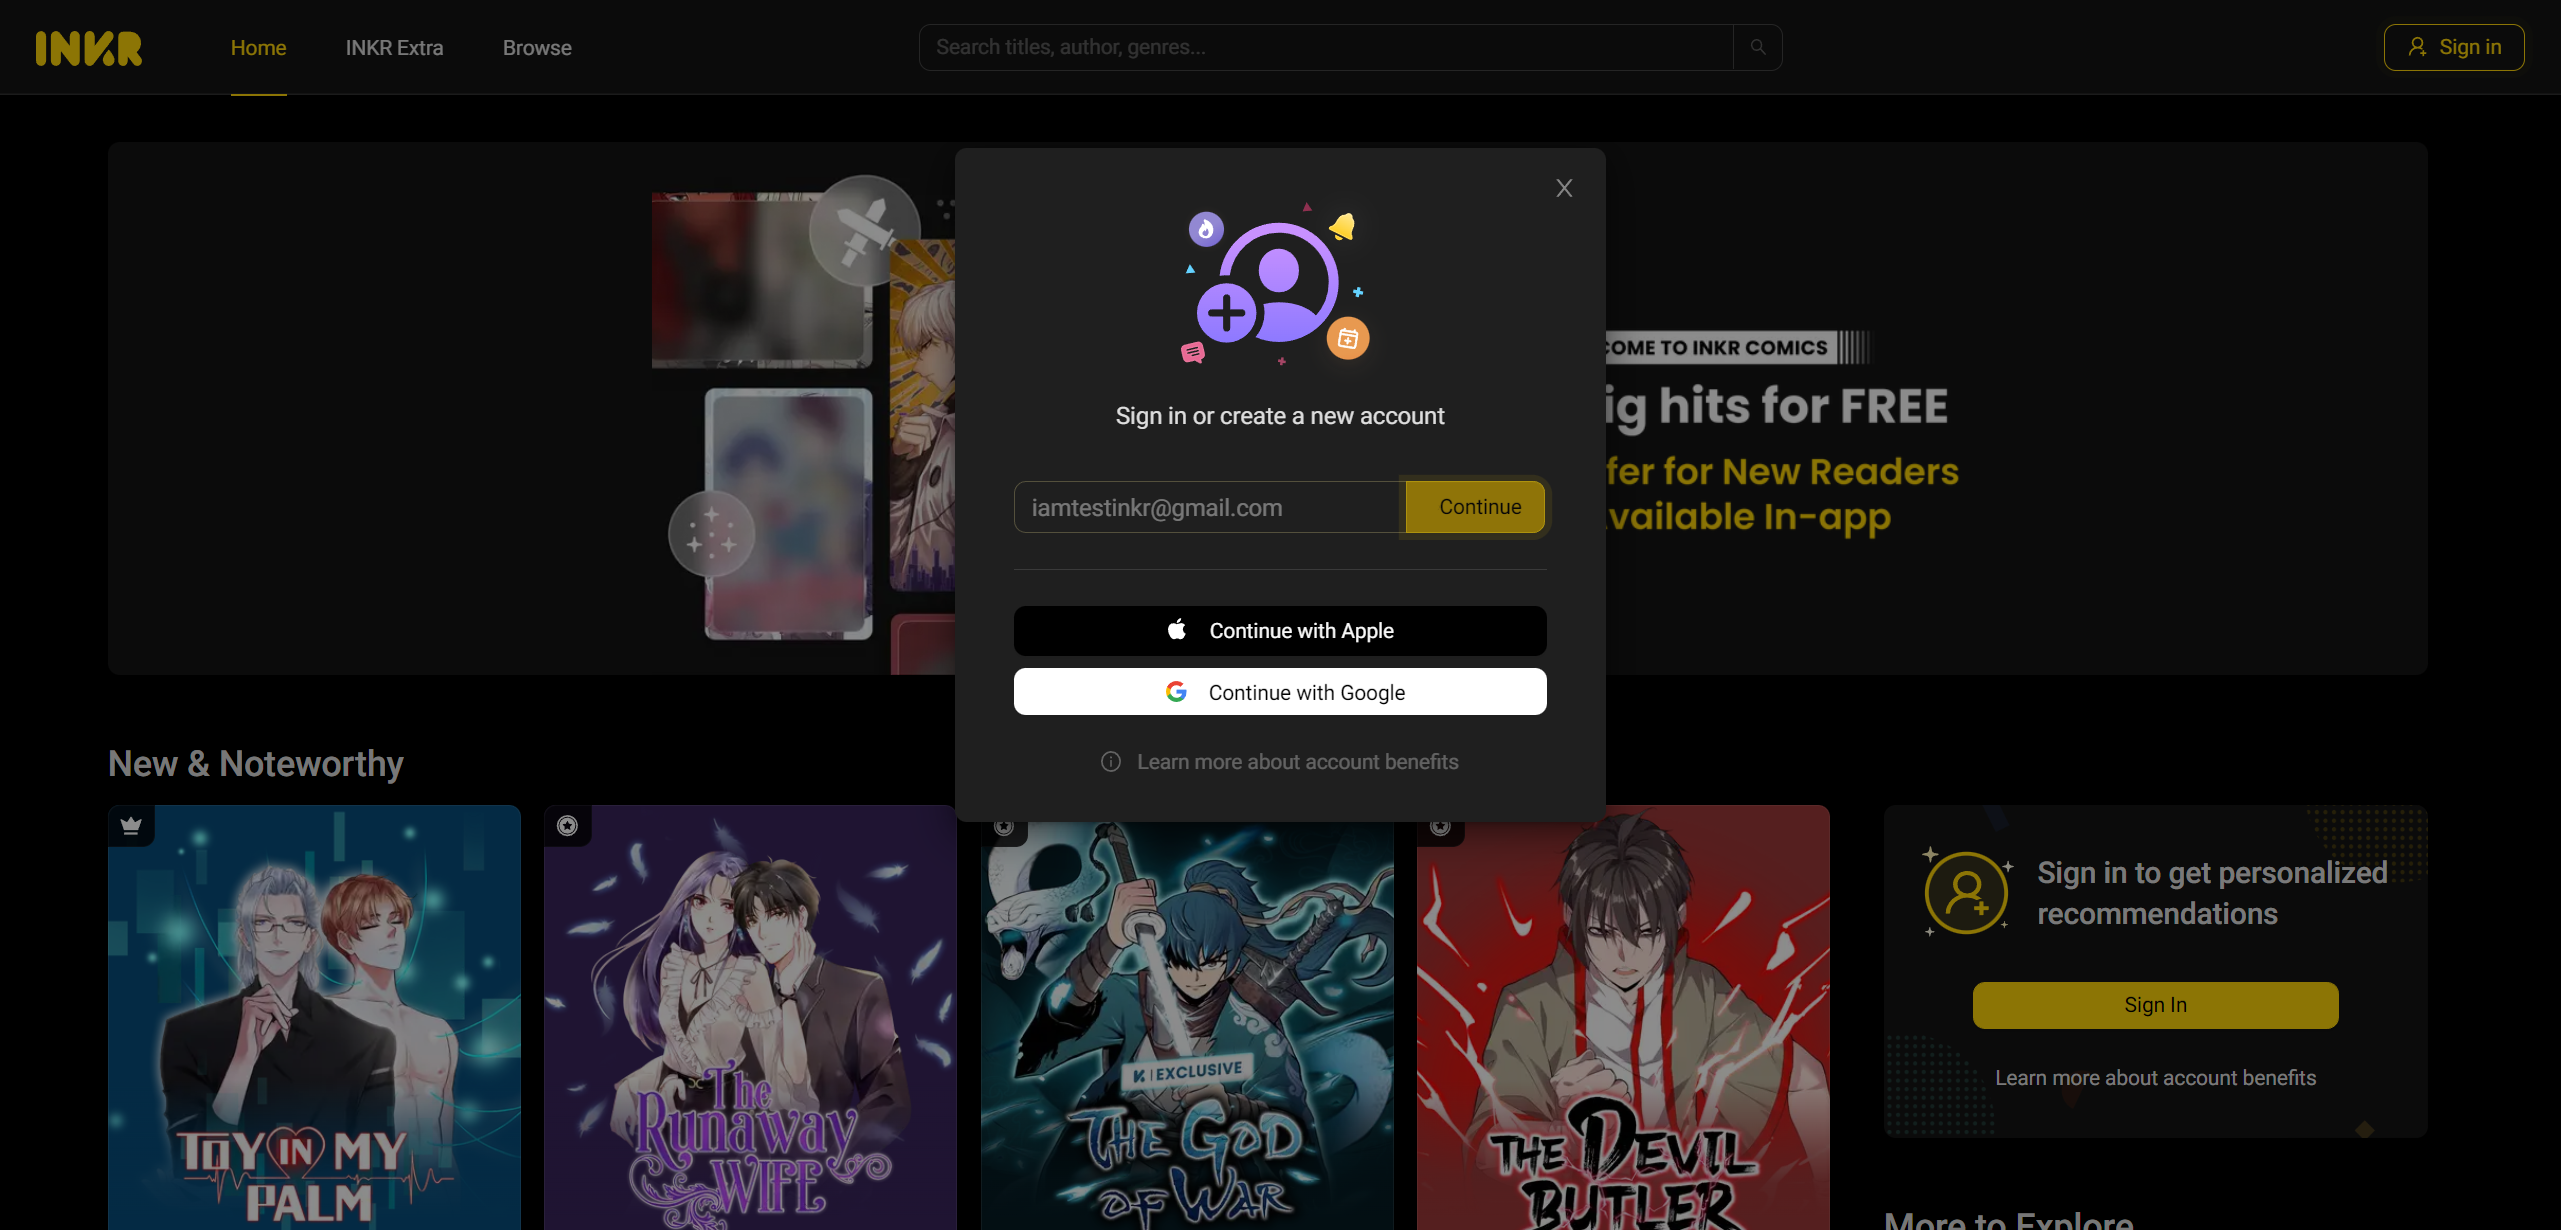 INKR
Home
INKR Extra
Browse
Search titles, author, genres...
Sign in
COME TO INKR COMICS
ig hits for FREE
fer for New Readers
vailable In-app
X
Sign in or create a new account
iamtestinkr@gmail.com
Continue
Continue with Apple
Continue with Google
Learn more about account benefits
New & Noteworthy
TOY IN MY
PALM
The
Runaway
Wife
EXCLUSIVE
THE GOD
OF WAR
THE DEVIL
BUTLER
Sign in to get personalized
recommendations
Sign In
Learn more about account benefits
More to Explore